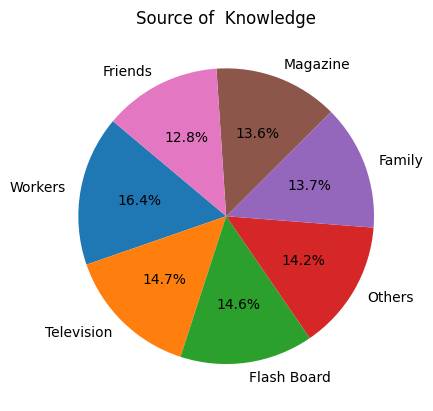 Source of  Knowledge
Friends
Magazine
12.8%
13.6%
Workers
16.4%
13.7%
Family
14.7%
14.6%
14.2%
Television
Flash Board
Others